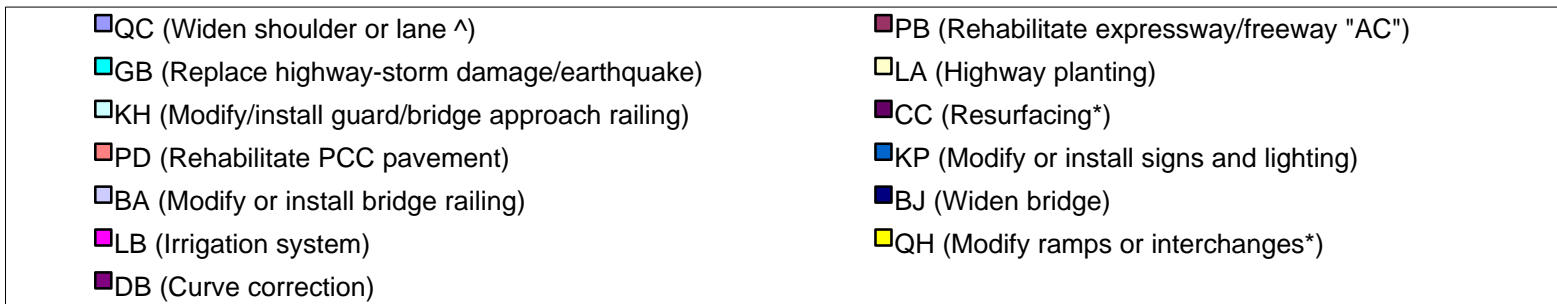 QC (Widen shoulder or lane ^)
GB (Replace highway-storm damage/earthquake)
KH (Modify/install guard/bridge approach railing)
PD (Rehabilitate PCC pavement)
BA (Modify or install bridge railing)
LB (Irrigation system)
DB (Curve correction)
PB (Rehabilitate expressway/freeway "AC")
LA (Highway planting)
CC (Resurfacing*)
KP (Modify or install signs and lighting)
BJ (Widen bridge)
QH (Modify ramps or interchanges*)